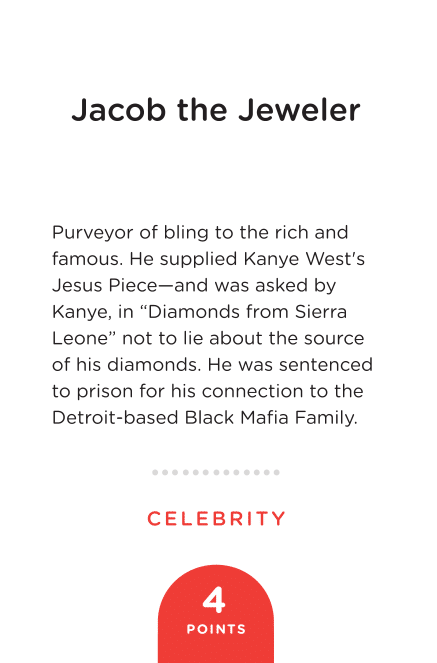 Jacob the Jeweler
Purveyor of bling to the rich and
famous. He supplied Kanye West's
Jesus Piece—and was asked by
Kanye, in “Diamonds from Sierra
Leone” not to lie about the source
of his diamonds. He was sentenced
to prison for his connection to the
Detroit-based Black Mafia Family.
CELEBRITY
4
POINTS